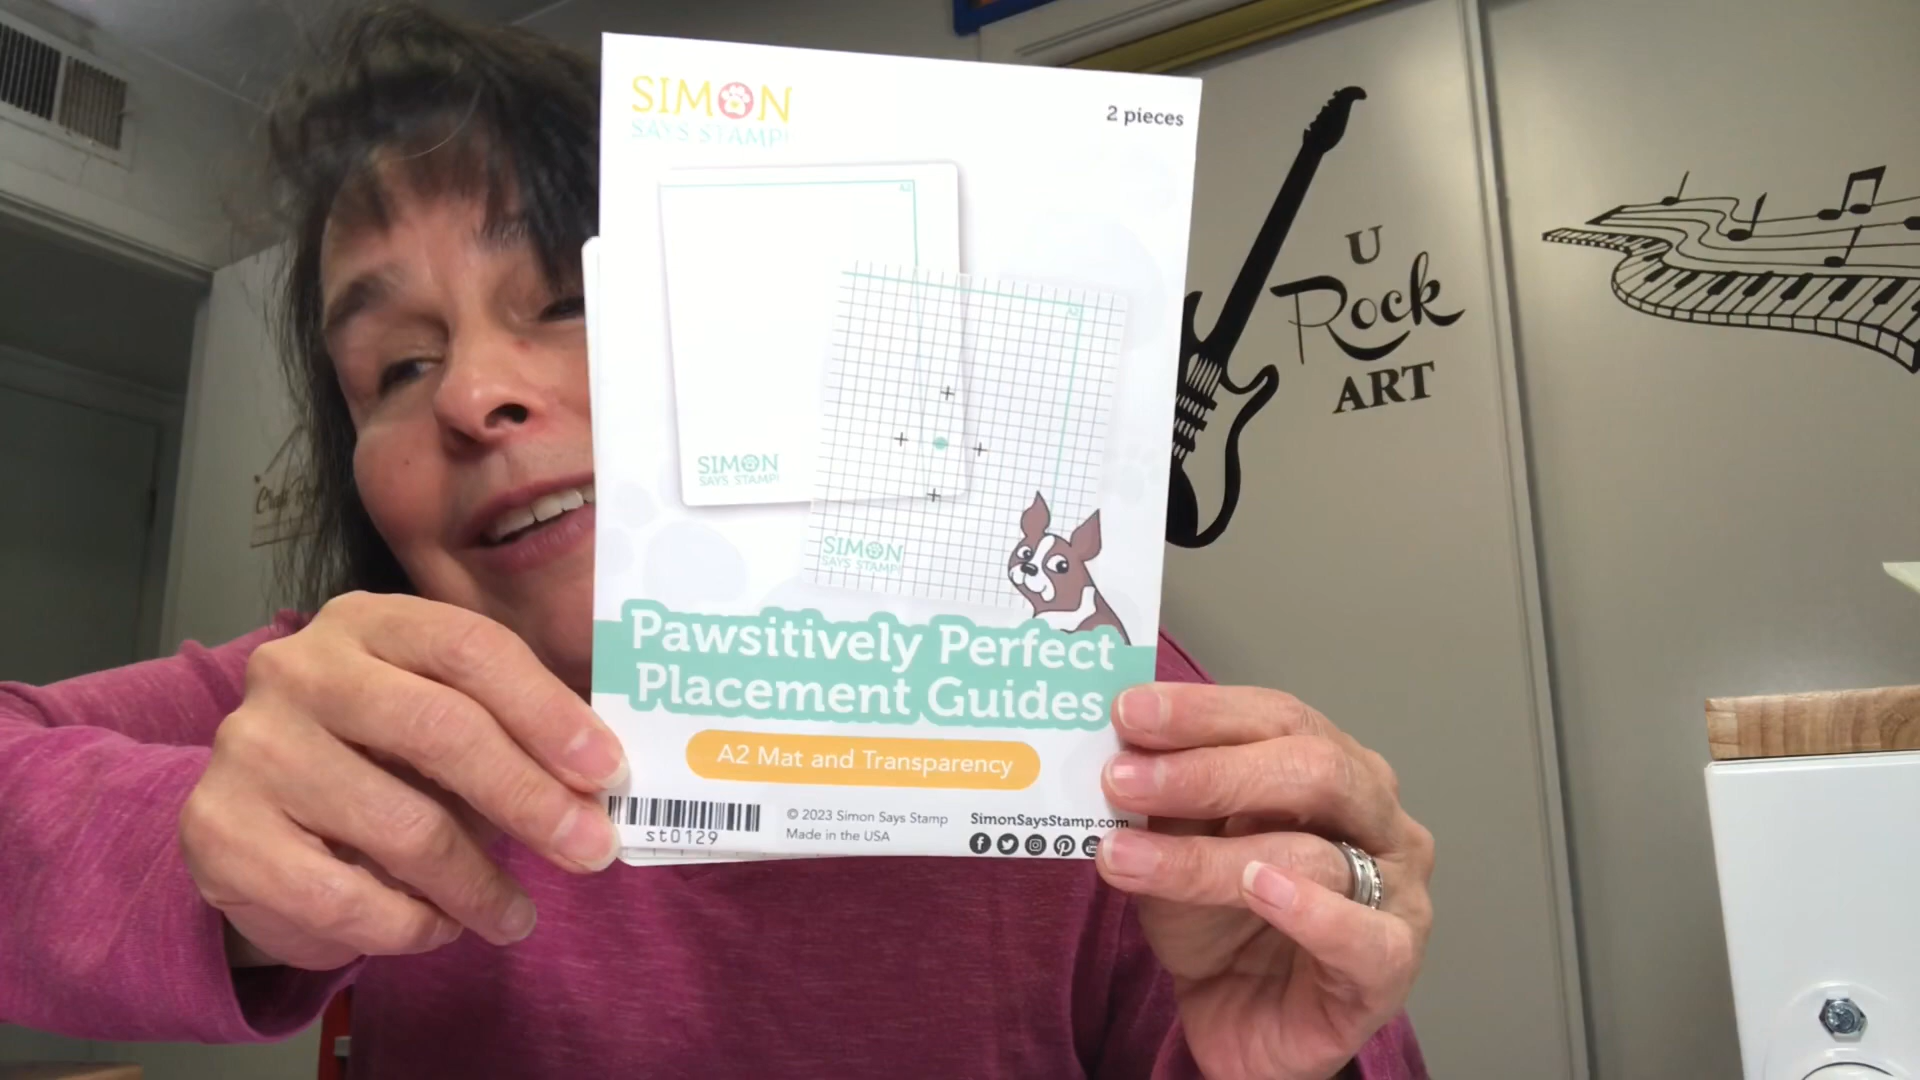 SIMON
SAYS STAMP!
2 pieces
A2
A2
SIMON
SAYS STAMP!
SIMON
SAYS STAMP!
Pawsitively Perfect
Placement Guides
A2 Mat and Transparency
st0129
© 2023 Simon Says Stamp
Made in the USA
SimonSaysStamp.com
U
Rock
ART